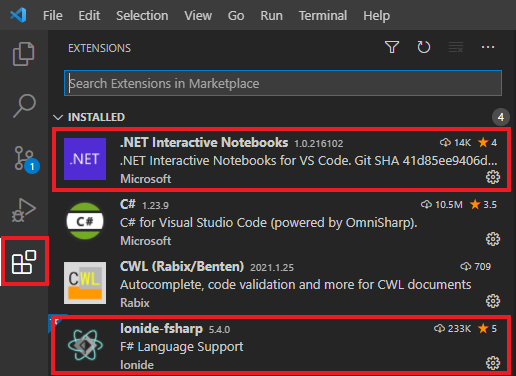 File Edit Selection View Go Run Terminal Help
EXTENSIONS
Search Extensions in Marketplace
INSTALLED 4
.NET Interactive Notebooks 1.0.216102 14K 4
.NET
.NET Interactive Notebooks for VS Code. Git SHA 41d85ee9406d...
Microsoft
1
C# 1.23.9 10.5M 3.5
C#
C# for Visual Studio Code (powered by OmniSharp).
Microsoft
CWL (Rabix/Benten) 2021.1.25 709
CWL
Autocomplete, code validation and more for CWL documents
Rabix
Ionide-fsharp 5.4.0 233K 5
F# Language Support
Ionide